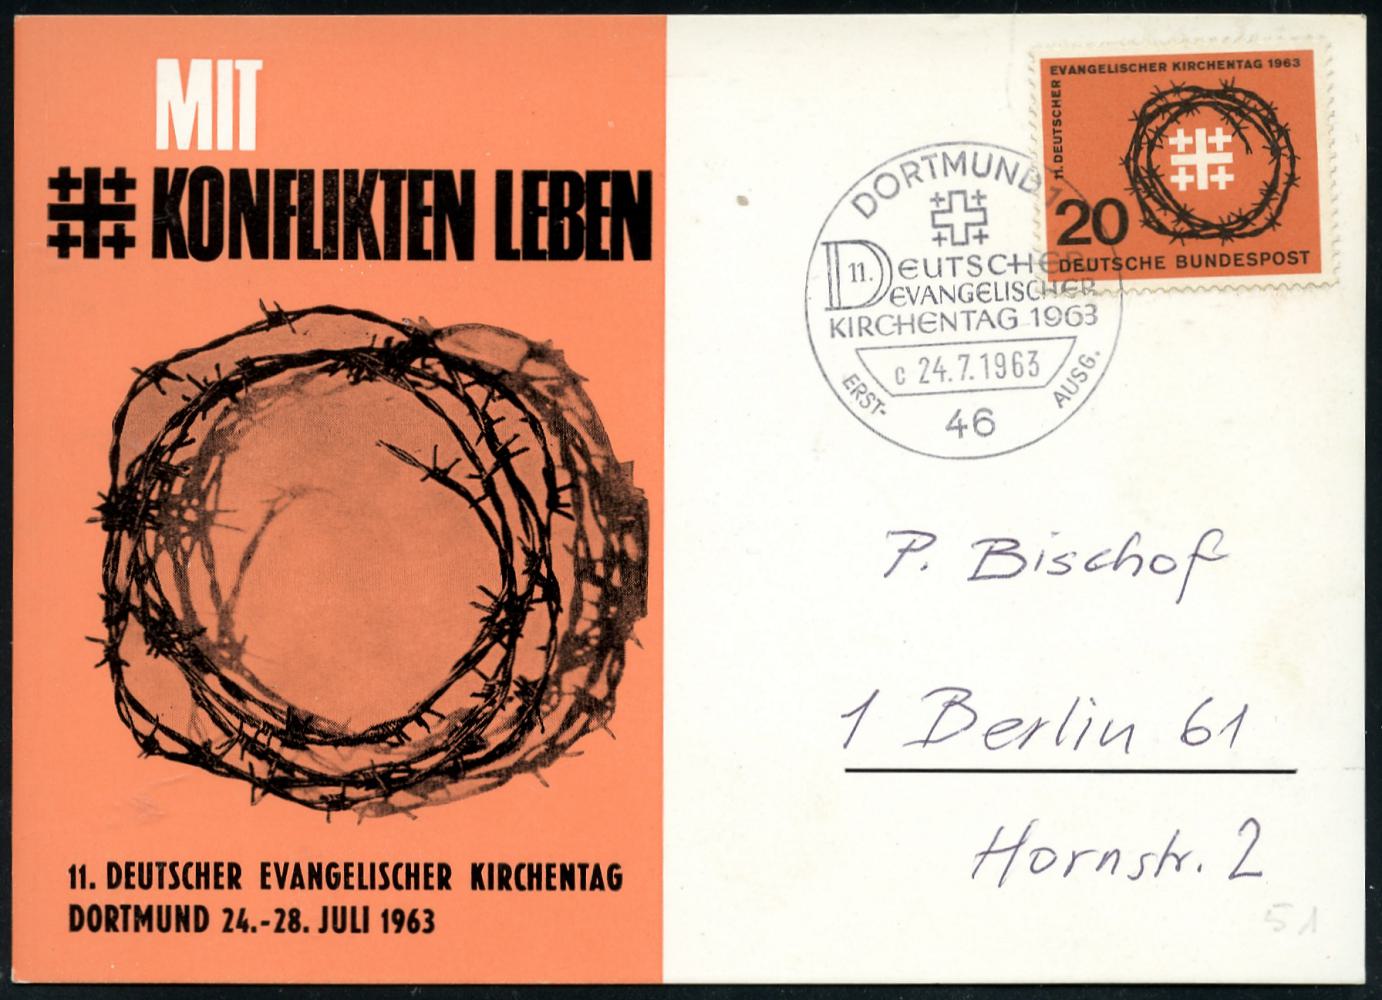 MIT
KONFLIKTEN LEBEN
11. DEUTSCHER EVANGELISCHER KIRCHENTAG
DORTMUND 24.-28. JULI 1963
11. DEUTSCHER
EVANGELISCHER KIRCHENTAG 1963
20
DEUTSCHE BUNDESPOST
DORTMUND 1
11. DEUTSCHER
EVANGELISCHER
KIRCHENTAG 1963
c 24.7.1963
ERST-
AUSG.
46
P. Bischof
1 Berlin 61
Hornstr. 2
51